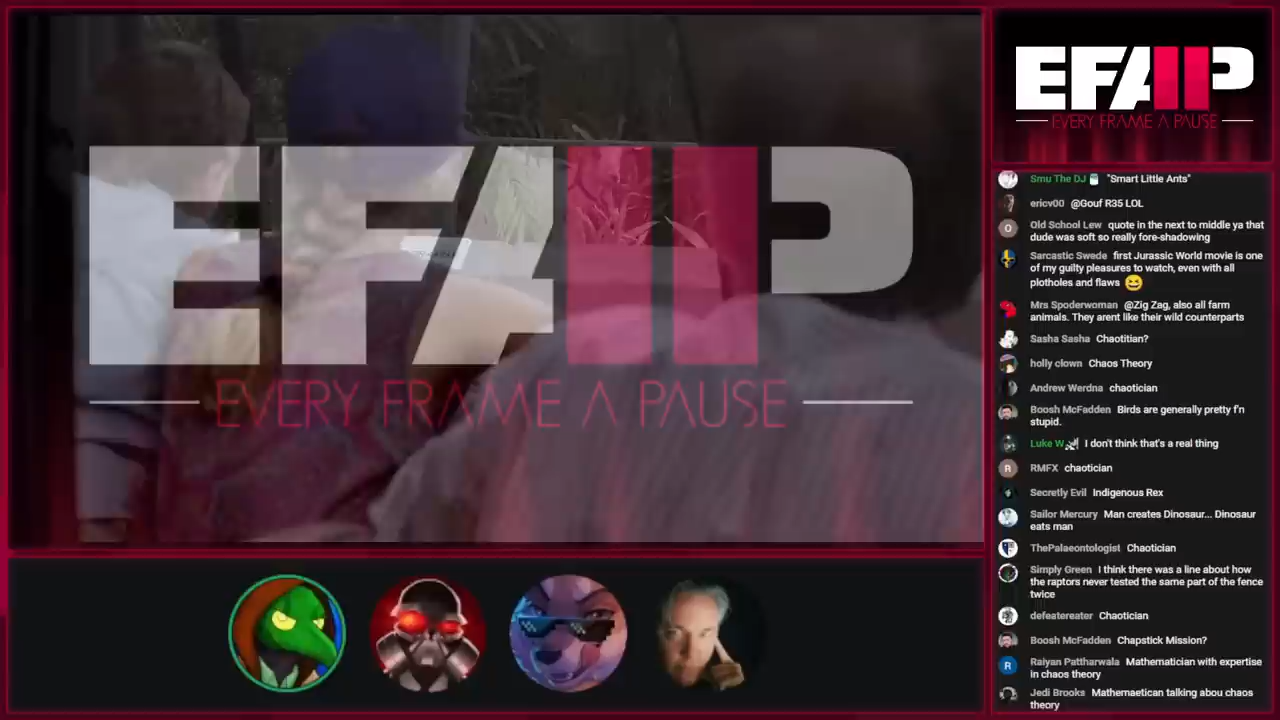 EFAP
EVERY FRAME A PAUSE
EFAP
EVERY FRAME A PAUSE
Smu The DJ "Smart Little Ants"
ericv00 @Gouf R35 LOL
Old School Lew quote in the next to middle ya that
dude was soft so really fore-shadowing
Sarcastic Swede first Jurassic World movie is one
of my guilty pleasures to watch, even with all
plotholes and flaws 😆
Mrs Spoderwoman @Zig Zag, also all farm
animals. They arent like their wild counterparts
Sasha Sasha Chaotitian?
holly clown Chaos Theory
Andrew Werdna chaotician
Boosh McFadden Birds are generally pretty f'n
stupid.
Luke W I don't think that's a real thing
R
RMFX chaotician
Secretly Evil Indigenous Rex
Sailor Mercury Man creates Dinosaur... Dinosaur
eats man
ThePalaeontologist Chaotician
Simply Green I think there was a line about how
the raptors never tested the same part of the fence
twice
defeatereater Chaotician
Boosh McFadden Chapstick Mission?
R
Raiyan Pattharwala Mathematician with expertise
in chaos theory
Jedi Brooks Mathemaetican talking abou chaos
theory